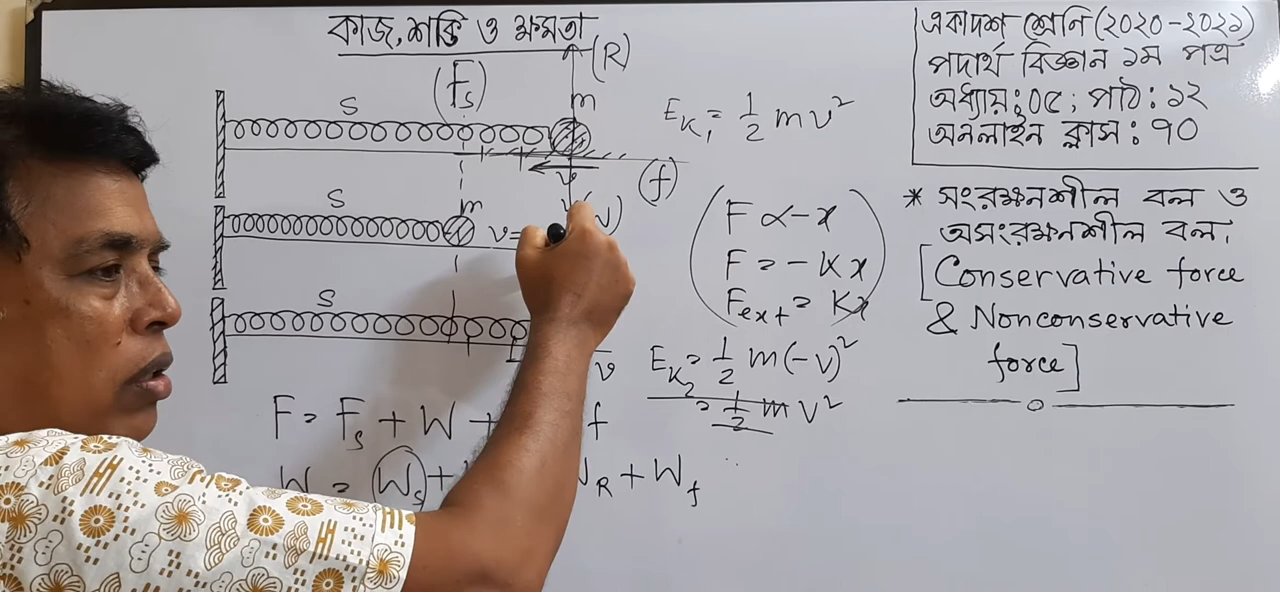 কাজ, শক্তি ও ক্ষমতা
(R)
(Fs)
S
m
v
(f)
S
m
v=
S
v
F = Fs + W + f
W = Ws + WR + Wf
EK1 = 1/2 mv²
F ∝ -x
F = - Kx
Fext = Kx
EK2 = 1/2 m(-v)²
= 1/2 mv²
একাদশ শ্রেণি (২০২০-২০২১)
পদার্থ বিজ্ঞান ১ম পত্র
অধ্যায়ঃ০৫; পাঠঃ১২
অনলাইন ক্লাসঃ ৭০
* সংরক্ষনশীল বল ও
অসংরক্ষনশীল বল।
[Conservative force
& Nonconservative
force]